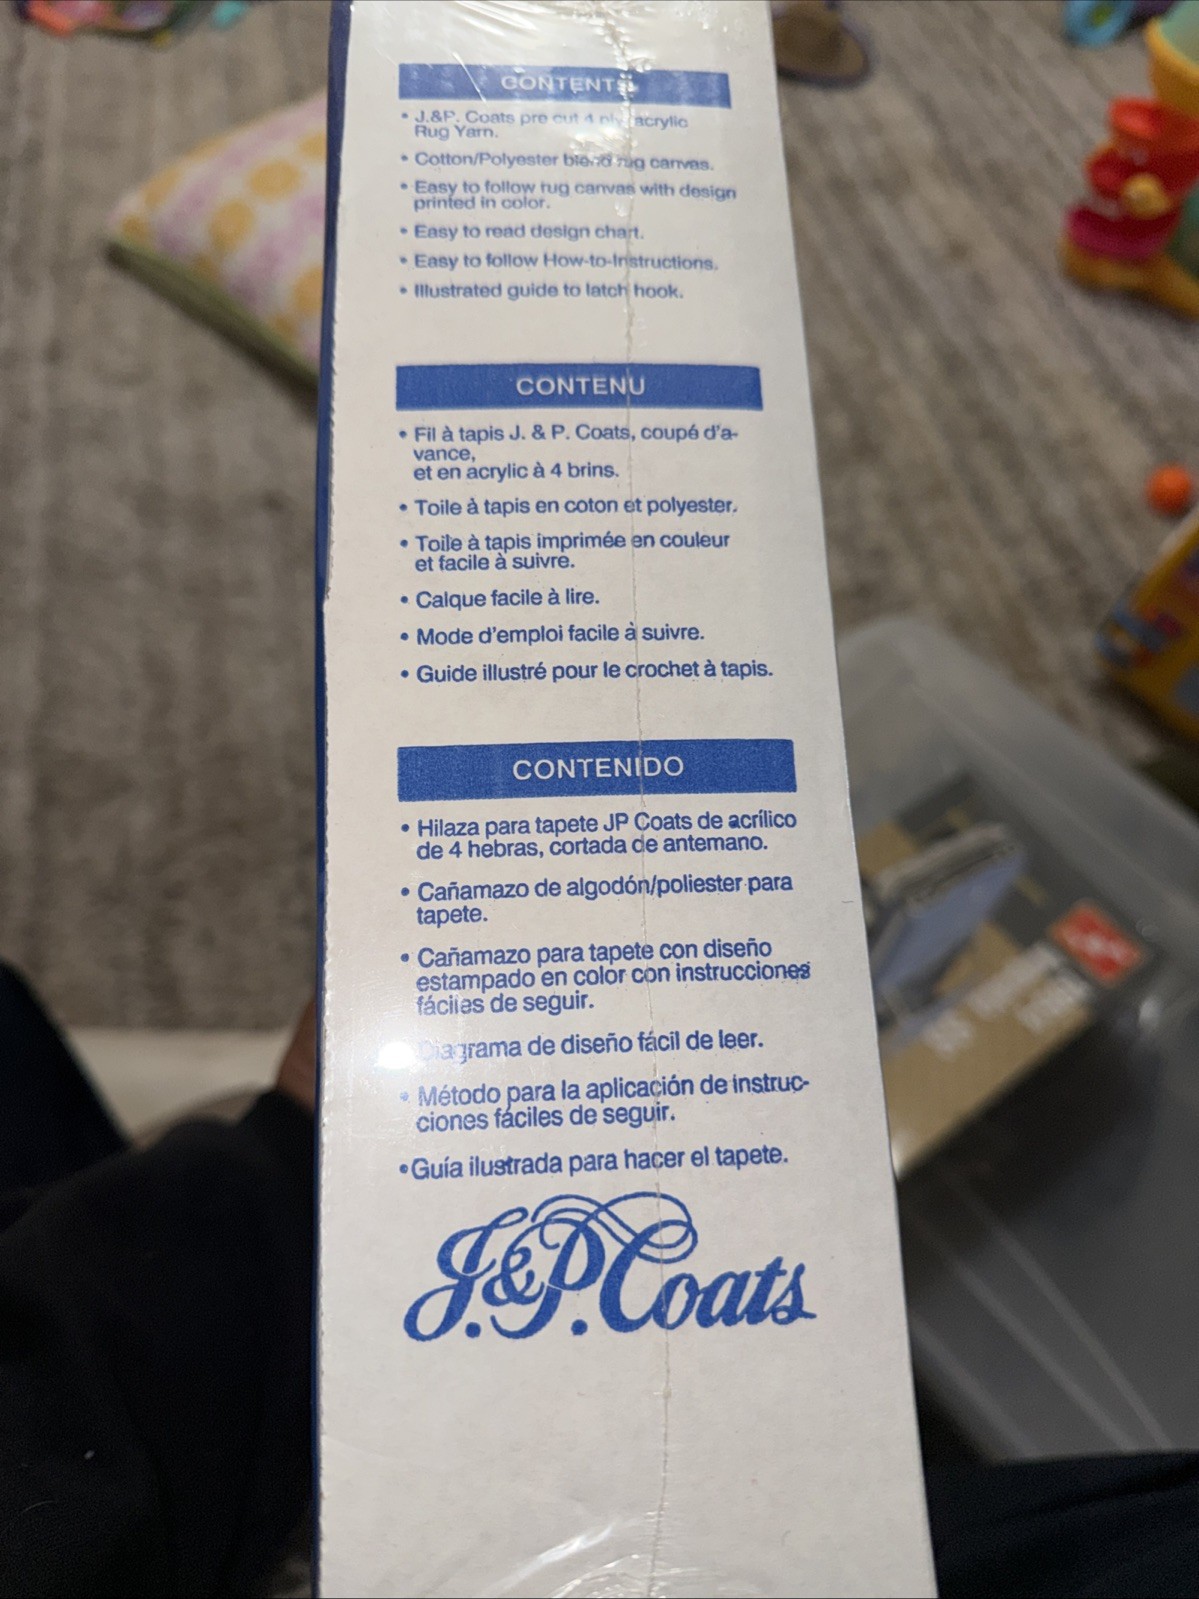 CONTENTS
• J.&P. Coats pre cut 4 ply acrylic
Rug Yarn.
• Cotton/Polyester blend rug canvas.
• Easy to follow rug canvas with design
printed in color.
• Easy to read design chart.
• Easy to follow How-to-Instructions.
• Illustrated guide to latch hook.
CONTENU
• Fil à tapis J. & P. Coats, coupé d'a-
vance,
et en acrylic à 4 brins.
• Toile à tapis en coton et polyester.
• Toile à tapis imprimée en couleur
et facile à suivre.
• Calque facile à lire.
• Mode d'emploi facile à suivre.
• Guide illustré pour le crochet à tapis.
CONTENIDO
• Hilaza para tapete JP Coats de acrílico
de 4 hebras, cortada de antemano.
• Cañamazo de algodón/poliester para
tapete.
• Cañamazo para tapete con diseño
estampado en color con instrucciones
fáciles de seguir.
Diagrama de diseño fácil de leer.
• Método para la aplicación de instruc-
ciones fáciles de seguir.
• Guía ilustrada para hacer el tapete.
J.&P. Coats